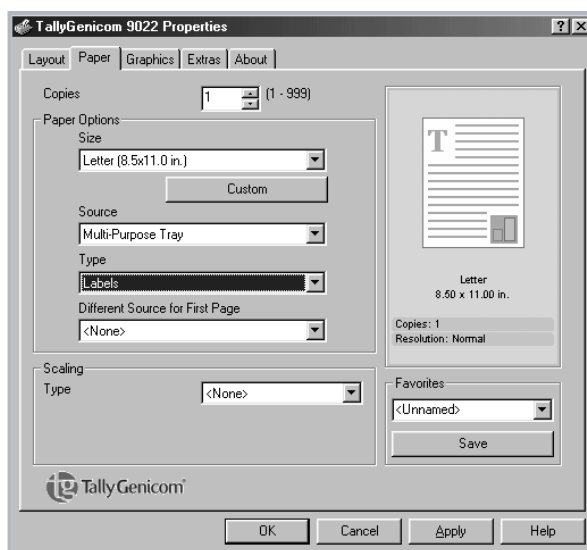 TallyGenicom 9022 Properties
Layout Paper Graphics Extras About
Copies 1 (1 - 999)
Paper Options
Size
Letter (8.5x11.0 in.)
Custom
Source
Multi-Purpose Tray
Type
Labels
Different Source for First Page
<None>
Scaling
Type <None>
T
Letter
8.50 x 11.00 in.
Copies: 1
Resolution: Normal
Favorites
<Unnamed>
Save
tg TallyGenicom
OK Cancel Apply Help